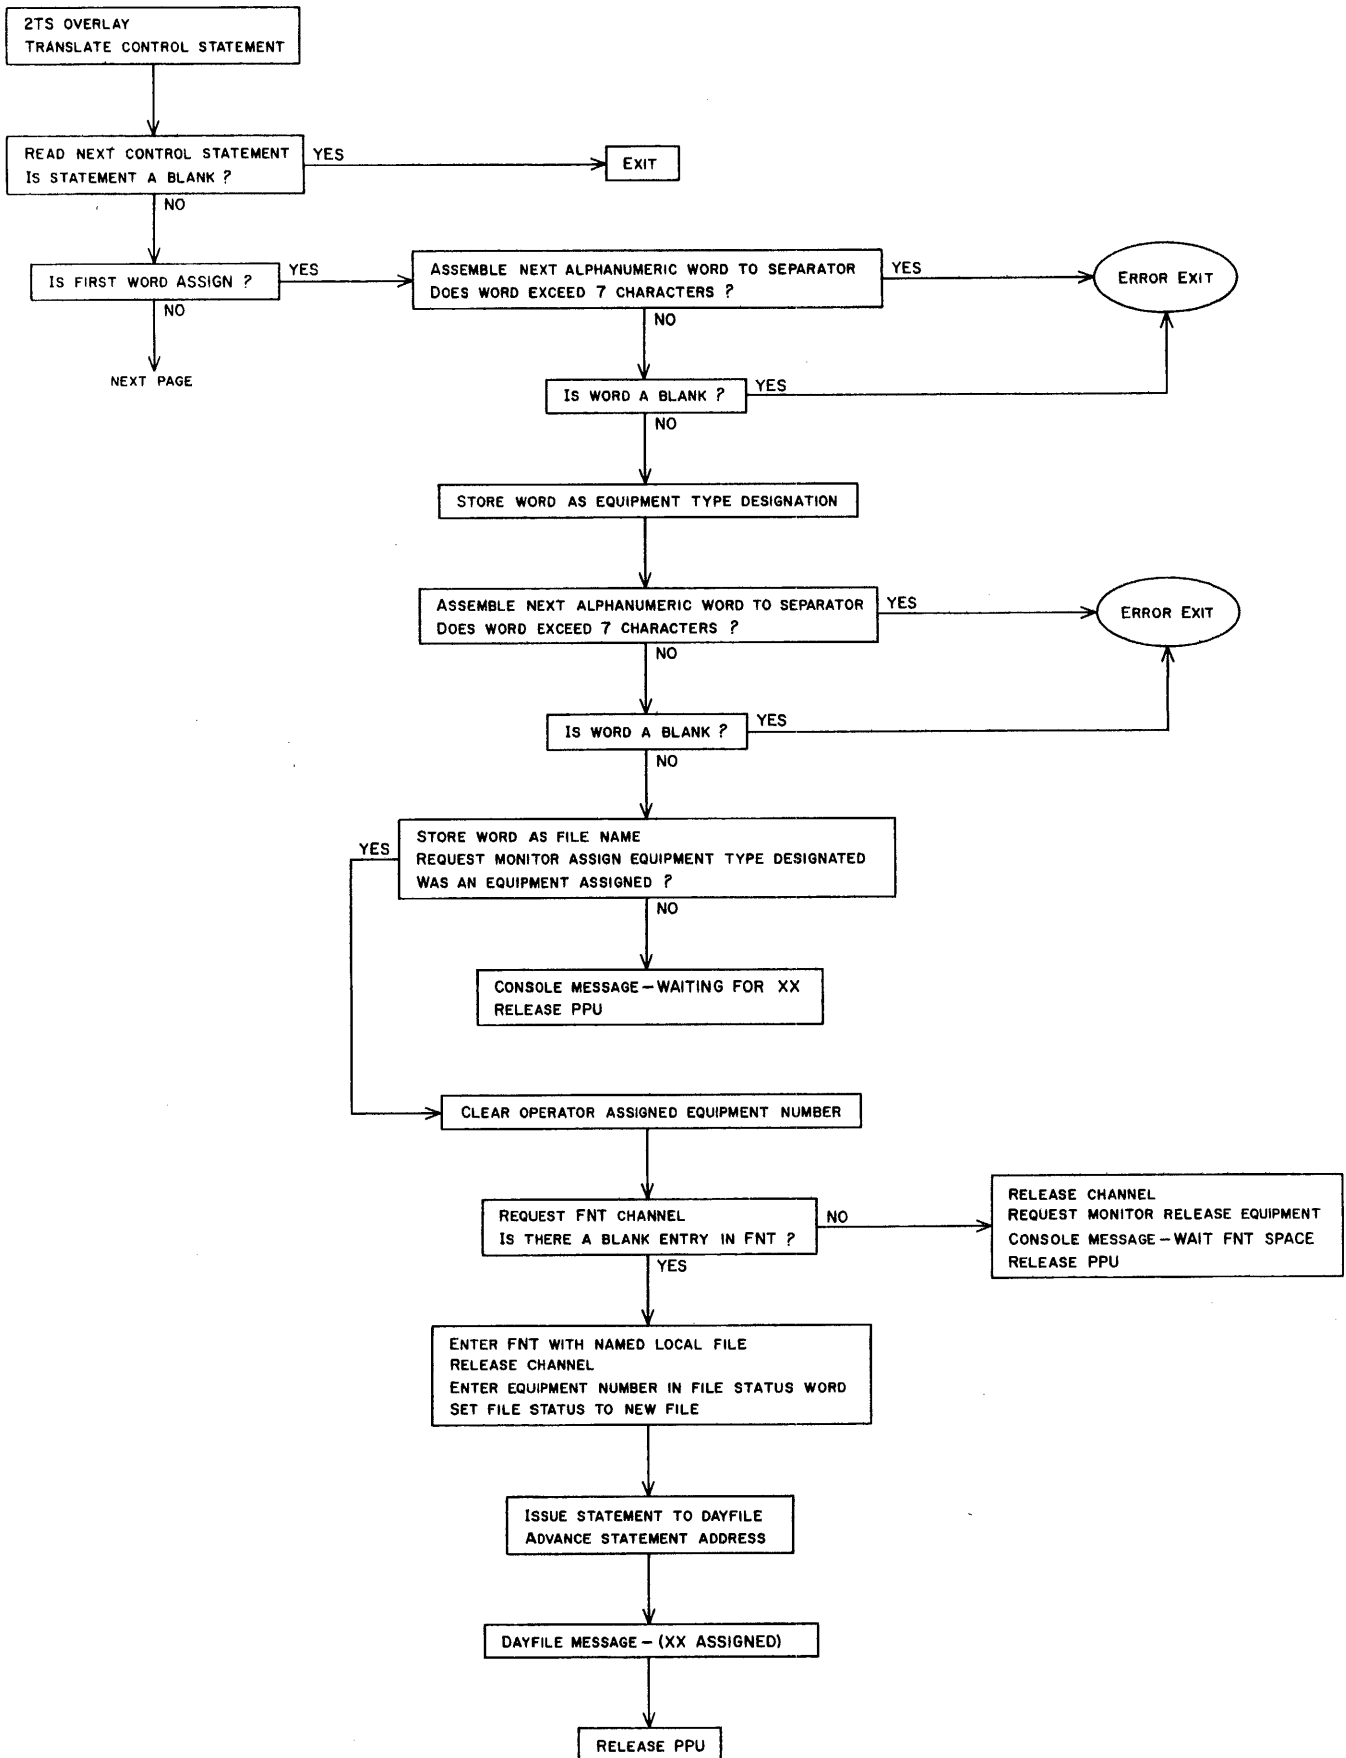 2TS OVERLAY
TRANSLATE CONTROL STATEMENT
READ NEXT CONTROL STATEMENT
IS STATEMENT A BLANK ?
YES
EXIT
NO
IS FIRST WORD ASSIGN ?
YES
ASSEMBLE NEXT ALPHANUMERIC WORD TO SEPARATOR
DOES WORD EXCEED 7 CHARACTERS ?
YES
ERROR EXIT
NO
NEXT PAGE
NO
IS WORD A BLANK ?
YES
NO
STORE WORD AS EQUIPMENT TYPE DESIGNATION
ASSEMBLE NEXT ALPHANUMERIC WORD TO SEPARATOR
DOES WORD EXCEED 7 CHARACTERS ?
YES
ERROR EXIT
NO
IS WORD A BLANK ?
YES
NO
STORE WORD AS FILE NAME
REQUEST MONITOR ASSIGN EQUIPMENT TYPE DESIGNATED
WAS AN EQUIPMENT ASSIGNED ?
YES
NO
CONSOLE MESSAGE – WAITING FOR XX
RELEASE PPU
CLEAR OPERATOR ASSIGNED EQUIPMENT NUMBER
REQUEST FNT CHANNEL
IS THERE A BLANK ENTRY IN FNT ?
NO
RELEASE CHANNEL
REQUEST MONITOR RELEASE EQUIPMENT
CONSOLE MESSAGE – WAIT FNT SPACE
RELEASE PPU
YES
ENTER FNT WITH NAMED LOCAL FILE
RELEASE CHANNEL
ENTER EQUIPMENT NUMBER IN FILE STATUS WORD
SET FILE STATUS TO NEW FILE
ISSUE STATEMENT TO DAYFILE
ADVANCE STATEMENT ADDRESS
DAYFILE MESSAGE – (XX ASSIGNED)
RELEASE PPU